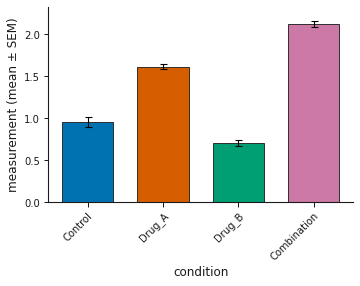 measurement (mean ± SEM)
2.0
1.5
1.0
0.5
0.0
Control
Drug_A
Drug_B
Combination
condition